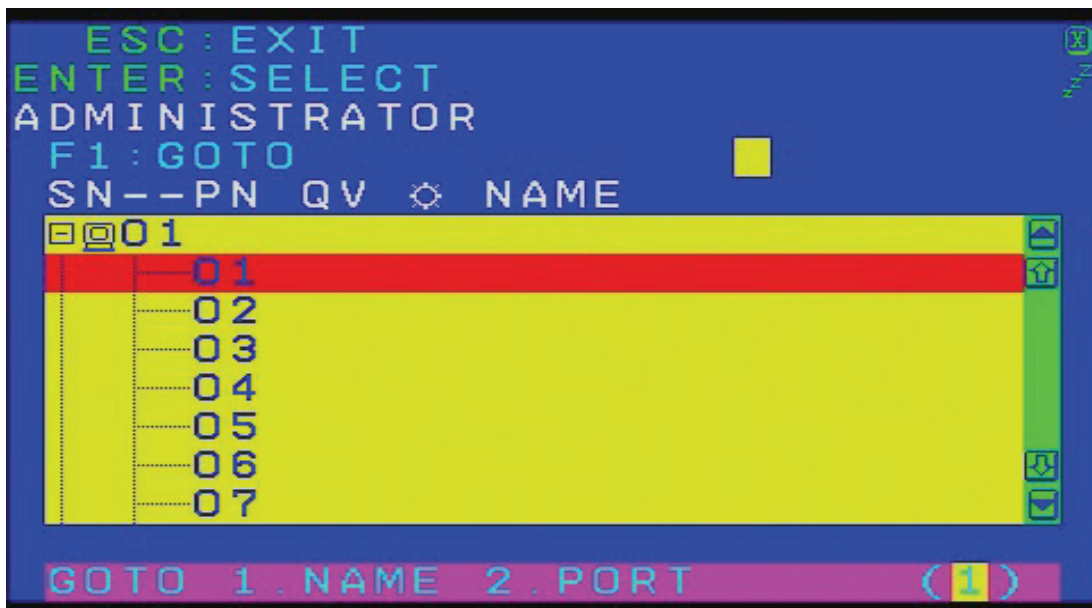 ESC:EXIT
ENTER:SELECT
ADMINISTRATOR
F1:GOTO
SN--PN QV ☼ NAME
01
01
02
03
04
05
06
07
GOTO 1.NAME 2.PORT (1)
X
zzz